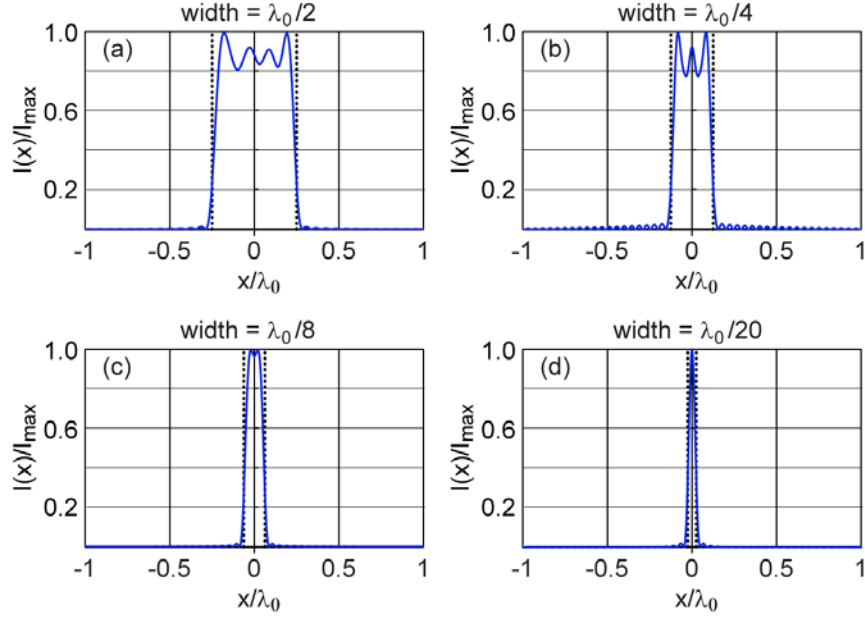 width = λ₀/2
(a)
1.0
0.6
0.2
I(x)/Imax
-1 -0.5 0 0.5 1
x/λ₀
width = λ₀/4
(b)
1.0
0.6
0.2
I(x)/Imax
-1 -0.5 0 0.5 1
x/λ₀
width = λ₀/8
(c)
1.0
0.6
0.2
I(x)/Imax
-1 -0.5 0 0.5 1
x/λ₀
width = λ₀/20
(d)
1.0
0.6
0.2
I(x)/Imax
-1 -0.5 0 0.5 1
x/λ₀